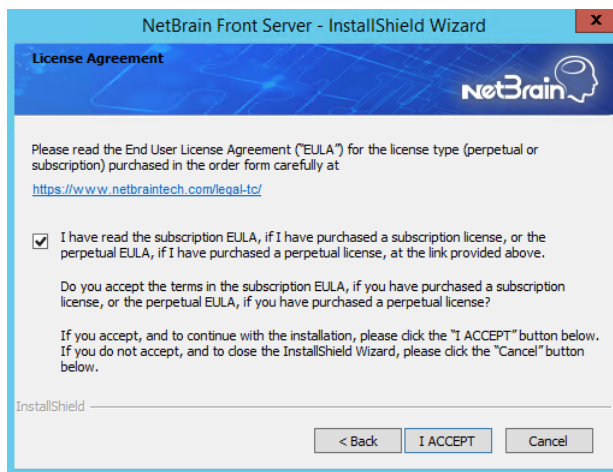 NetBrain Front Server - InstallShield Wizard
x
License Agreement
NetBrain
Please read the End User License Agreement ("EULA") for the license type (perpetual or
subscription) purchased in the order form carefully at
https://www.netbraintech.com/legal-tc/
I have read the subscription EULA, if I have purchased a subscription license, or the
perpetual EULA, if I have purchased a perpetual license, at the link provided above.
Do you accept the terms in the subscription EULA, if you have purchased a subscription
license, or the perpetual EULA, if you have purchased a perpetual license?
If you accept, and to continue with the installation, please click the "I ACCEPT" button below.
If you do not accept, and to close the InstallShield Wizard, please click the "Cancel" button
below.
InstallShield
< Back I ACCEPT Cancel